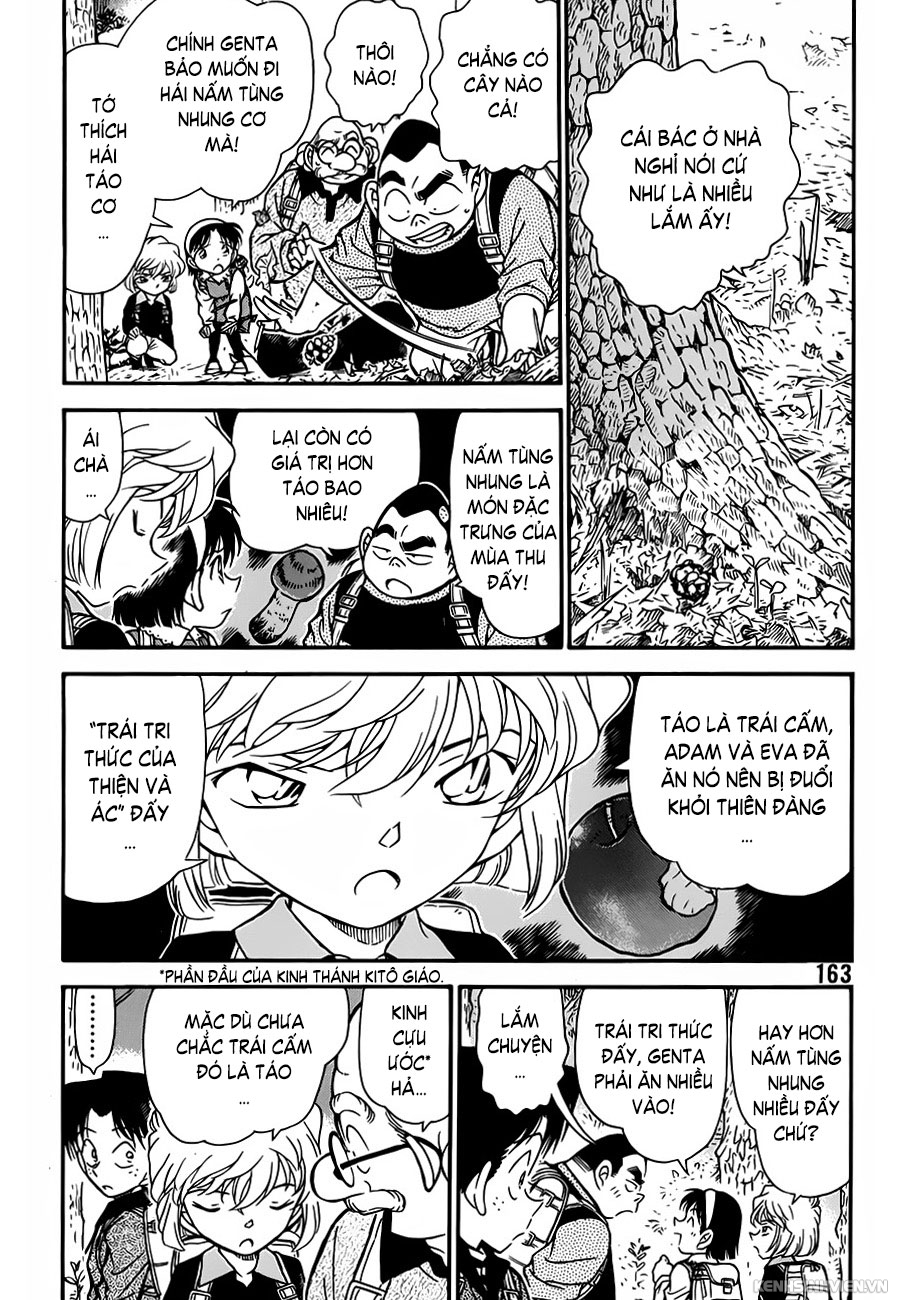 CÁI BÁC Ở NHÀ
NGHỈ NÓI CỨ
NHƯ LÀ NHIỀU
LẮM ẤY!
CHẲNG CÓ
CÂY NÀO
CẢ!
THÔI
NÀO!
CHÍNH GENTA
BẢO MUỐN ĐI
HÁI NẤM TÙNG
NHUNG CƠ
MÀ!
TỚ
THÍCH
HÁI
TÁO
CƠ
...
NẤM TÙNG
NHUNG LÀ
MÓN ĐẶC
TRƯNG CỦA
MÙA THU
ĐẤY!
LẠI CÒN CÓ
GIÁ TRỊ HƠN
TÁO BAO
NHIÊU!
ÁI
CHÀ
...
TÁO LÀ TRÁI CẤM,
ADAM VÀ EVA ĐÃ
ĂN NÓ NÊN BỊ ĐUỔI
KHỎI THIÊN ĐÀNG
...
"TRÁI TRI
THỨC CỦA
THIỆN VÀ
ÁC" ĐẤY
...
*PHẦN ĐẦU CỦA KINH THÁNH KITÔ GIÁO.
163
HAY HƠN
NẤM TÙNG
NHUNG
NHIỀU ĐẤY
CHỨ?
TRÁI TRI THỨC
ĐẤY, GENTA
PHẢI ĂN NHIỀU
VÀO!
LẮM
CHUYỆN
...
KINH
CỰU
ƯỚC*
HẢ...
MẶC DÙ CHƯA
CHẮC TRÁI CẤM
ĐÓ LÀ TÁO
...
.........
KENHSINHVIEN.VN